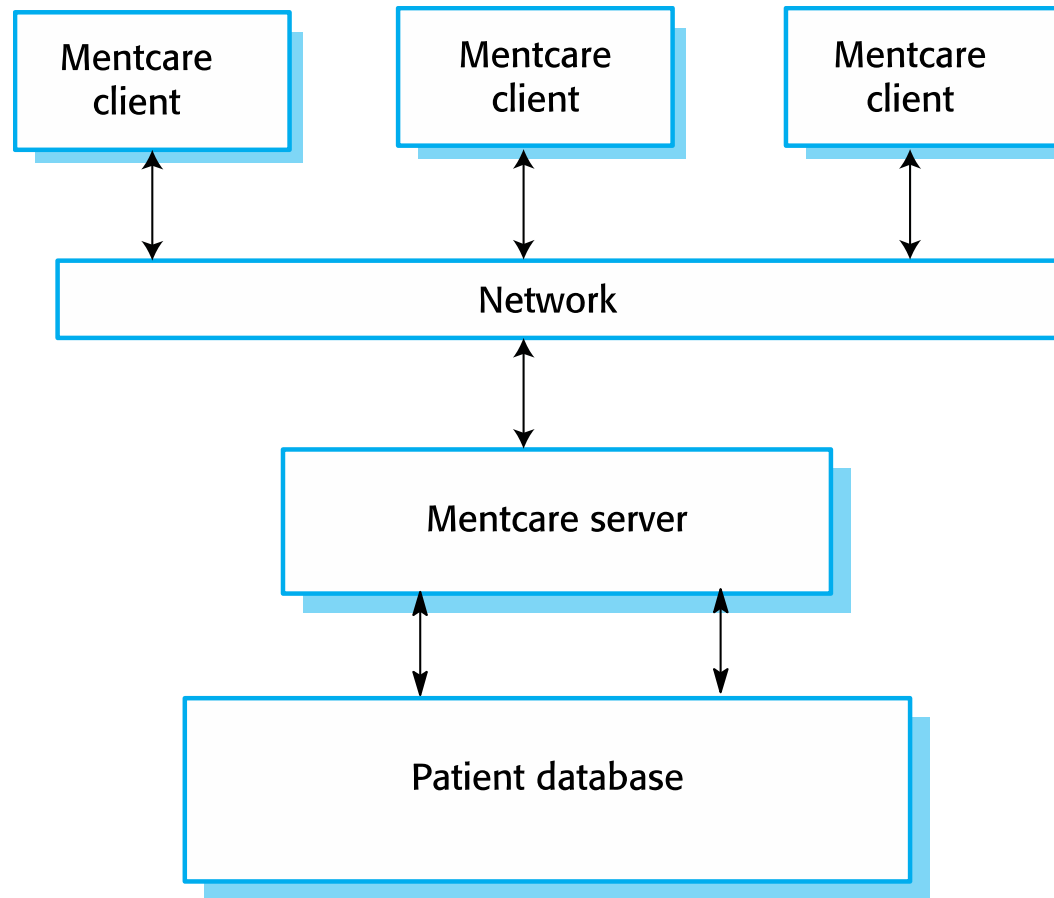 Mentcare
client
Mentcare
client
Mentcare
client
Network
Mentcare server
Patient database